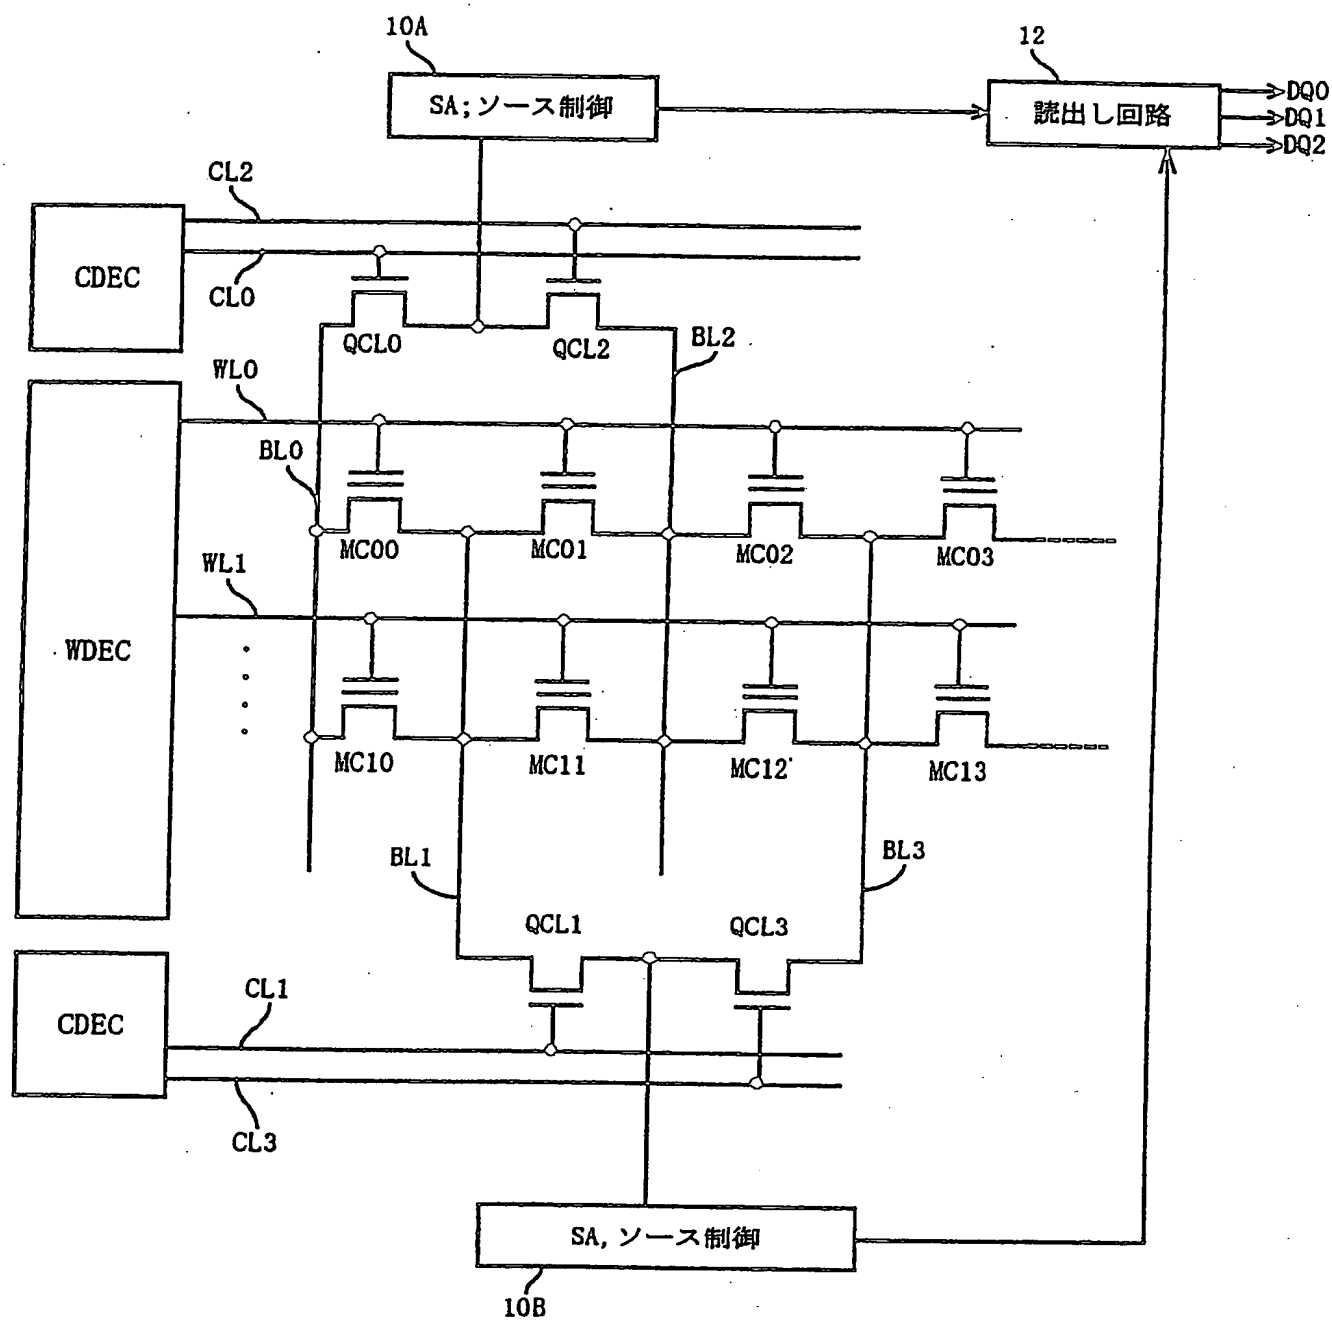 10A
12
SA;ソース制御
読出し回路
DQ0
DQ1
DQ2
CL2
CDEC
CL0
QCL0
QCL2
BL2
WL0
BL0
MC00
MC01
MC02
MC03
WL1
WDEC
MC10
MC11
MC12
MC13
BL1
BL3
QCL1
QCL3
CL1
CDEC
CL3
SA,ソース制御
10B